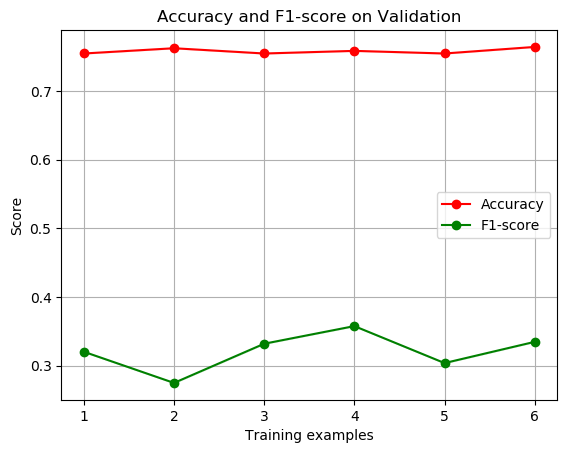 Accuracy and F1-score on Validation
Score
0.7
0.6
0.5
0.4
0.3
Accuracy
F1-score
1 2 3 4 5 6
Training examples